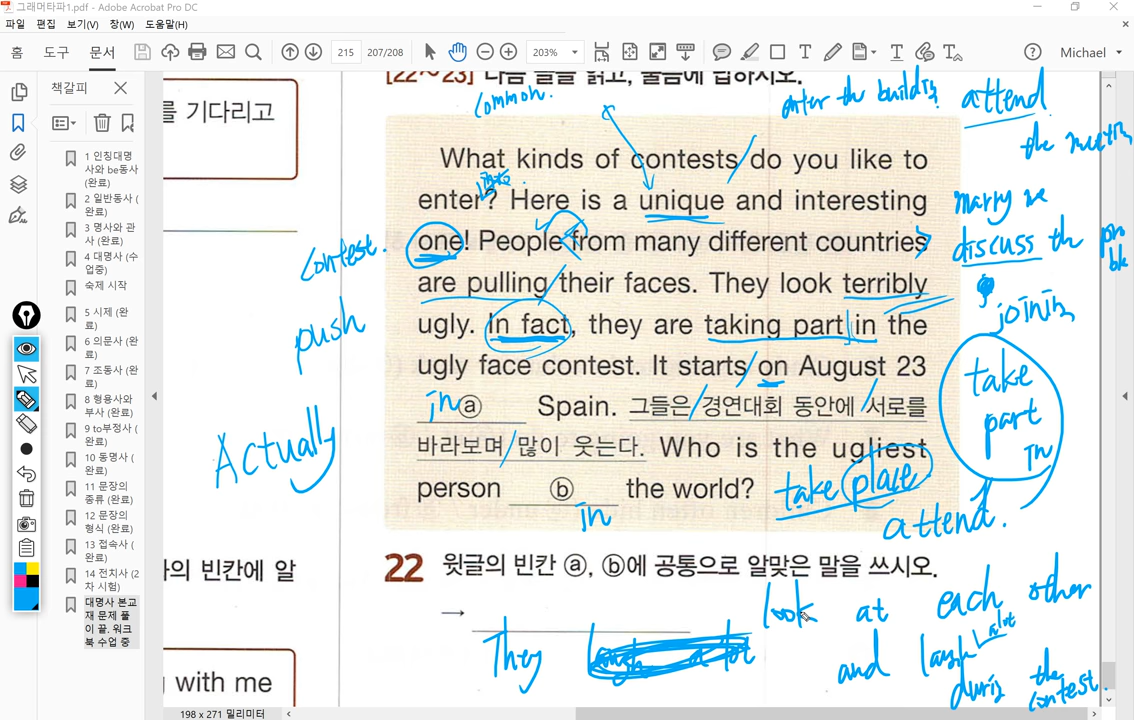 그래머타파1.pdf - Adobe Acrobat Pro DC
파일 편집 보기(V) 창(W) 도움말(H)
홈 도구 문서 215 207/208 203% Michael
책갈피
1 인칭대명
사와 be동사
(완료)
2 일반동사 (
완료)
3 명사와 관
사 (완료)
4 대명사 (수
업중)
숙제 시작
5 시제 (완
료)
6 의문사 (
완료)
7 조동사 (
완료)
8 형용사와
부사 (완료)
9 to부정사 (
완료)
10 동명사 (
완료)
11 문장의
종류 (완료)
12 문장의
형식 (완료)
13 접속사 (
완료)
14 전치사 (2
차 시험)
대명사 본교
재 문제 풀
이 끝. 워크
북 수업 중
를 기다리고
의 빈칸에 알
with me
[22~23] 다음 글을 읽고, 물음에 답하시오.
common.
enter the building
attend
the
What kinds of contests do you like to
enter? Here is a unique and interesting
one! People from many different countries
are pulling their faces. They look terribly
ugly. In fact, they are taking part in the
ugly face contest. It starts on August 23
ⓐ Spain. 그들은 경연대회 동안에 서로를
바라보며 많이 웃는다. Who is the ugliest
person ⓑ the world?
contest.
push
Actually
in
in
marry me
discuss the
join in
take
part
in
take place
attend.
22 윗글의 빈칸 ⓐ, ⓑ에 공통으로 알맞은 말을 쓰시오.
→
look at each other
They
and laugh a lot
during the
contest.
198 x 271 밀리미터